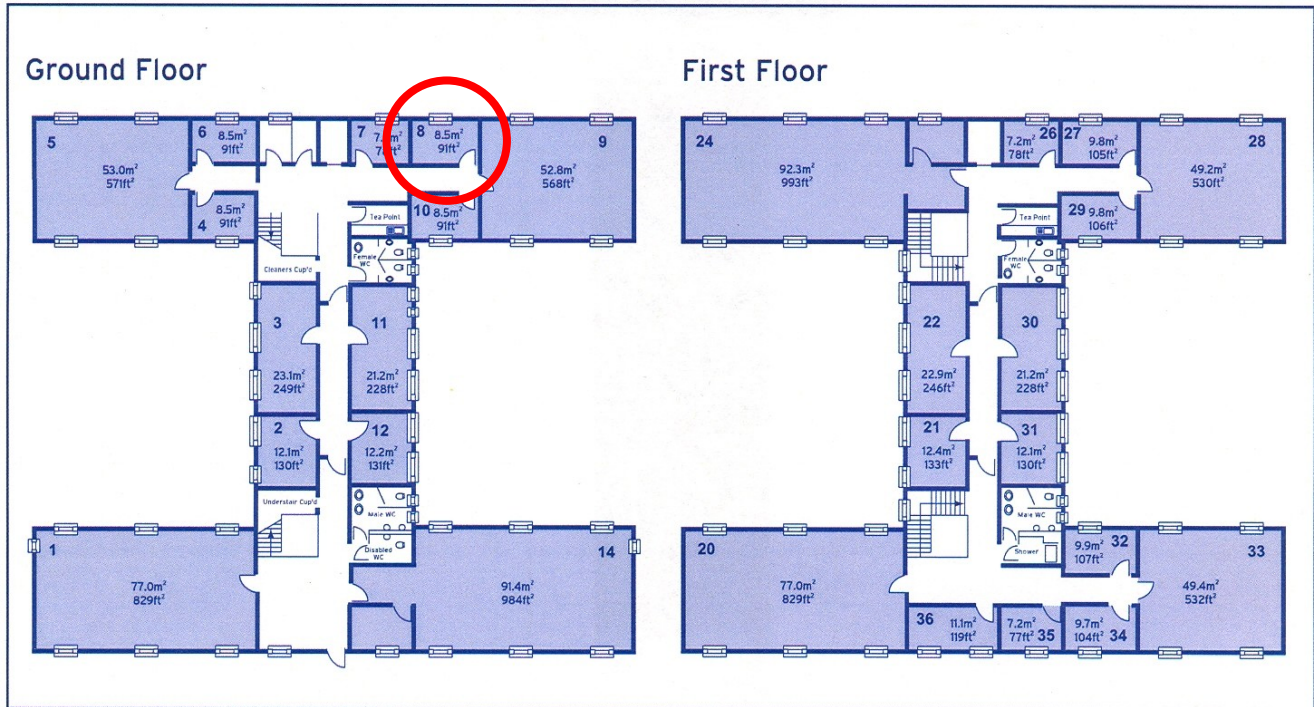 Ground Floor
5
53.0m²
571ft²
6
8.5m²
91ft²
7
8
8.5m²
91ft²
9
52.8m²
568ft²
4
8.5m²
91ft²
10
8.5m²
91ft²
Tea Point
Female
WC
Cleaners Cup'd
3
23.1m²
249ft²
11
21.2m²
228ft²
2
12.1m²
130ft²
12
12.2m²
131ft²
Understair Cup'd
Male WC
Disabled
WC
1
77.0m²
829ft²
14
91.4m²
984ft²
First Floor
24
92.3m²
993ft²
26
7.2m²
78ft²
27
9.8m²
105ft²
28
49.2m²
530ft²
29
9.8m²
106ft²
Tea Point
Female
WC
22
22.9m²
246ft²
30
21.2m²
228ft²
21
12.4m²
133ft²
31
12.1m²
130ft²
Male WC
Shower
20
77.0m²
829ft²
32
9.9m²
107ft²
33
49.4m²
532ft²
36
11.1m²
119ft²
7.2m²
77ft²
35
9.7m²
104ft²
34